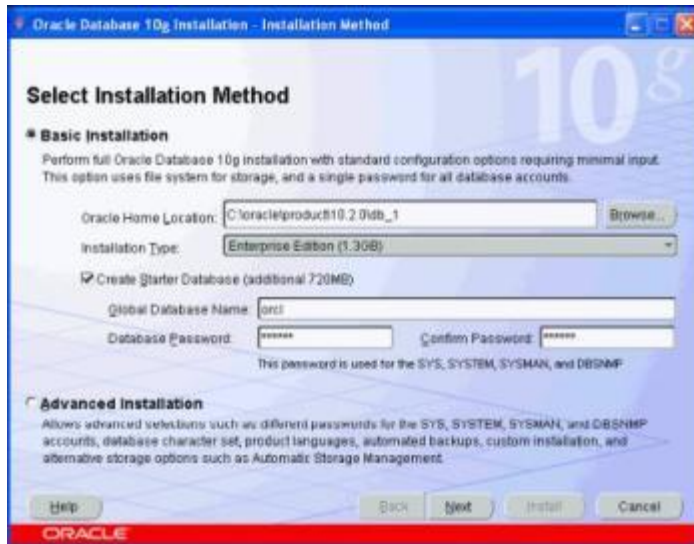 Oracle Database 10g Installation - Installation Method
10g
Select Installation Method
Basic Installation
Perform full Oracle Database 10g installation with standard configuration options requiring minimal input.
This option uses file system for storage, and a single password for all database accounts.
Oracle Home Location: C:\oracle\product\10.2.0\db_1 Browse...
Installation Type: Enterprise Edition (1.3GB)
Create Starter Database (additional 720MB)
Global Database Name: orcl
Database Password: ****** Confirm Password: ******
This password is used for the SYS, SYSTEM, SYSMAN, and DBSNMP
Advanced Installation
Allows advanced selections such as different passwords for the SYS, SYSTEM, SYSMAN, and DBSNMP
accounts, database character set, product languages, automated backups, custom installation, and
alternative storage options such as Automatic Storage Management.
Help Back Next Install Cancel
ORACLE